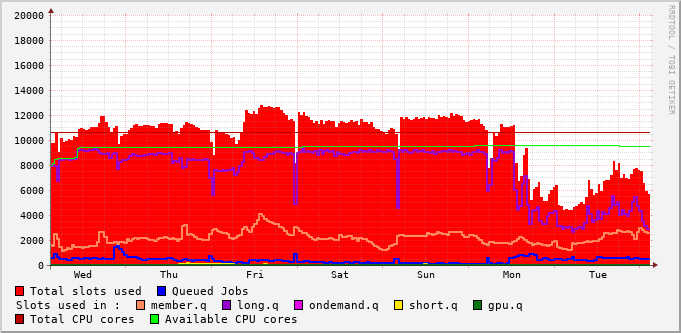 RRDTOOL / TOBI OETIKER
20000
18000
16000
14000
12000
10000
8000
6000
4000
2000
0
Wed Thu Fri Sat Sun Mon Tue
Total slots used Queued Jobs
Slots used in : member.q long.q ondemand.q short.q gpu.q
Total CPU cores Available CPU cores